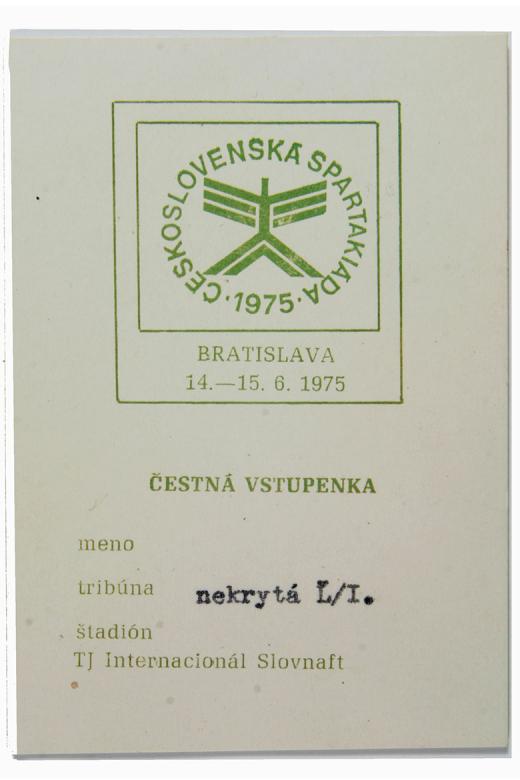 ČESKOSLOVENSKÁ SPARTAKIÁDA
· 1975 ·
BRATISLAVA
14.—15. 6. 1975
ČESTNÁ VSTUPENKA
meno
tribúna nekrytá Ľ/I.
štadión
TJ Internacionál Slovnaft